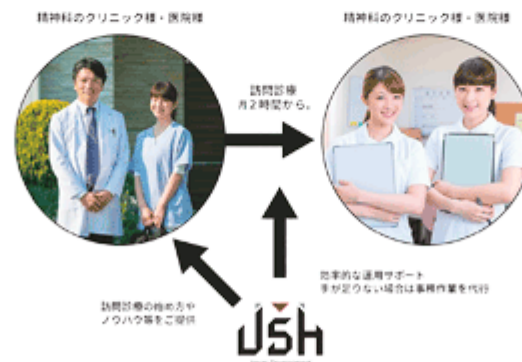 精神科のクリニック様・医院様
精神科のクリニック様・医院様
訪問診療
月2時間から。
効率的な運用サポート
手が足りない場合は事務作業を代行
訪問診療の始め方や
ノウハウ等をご提供
USH